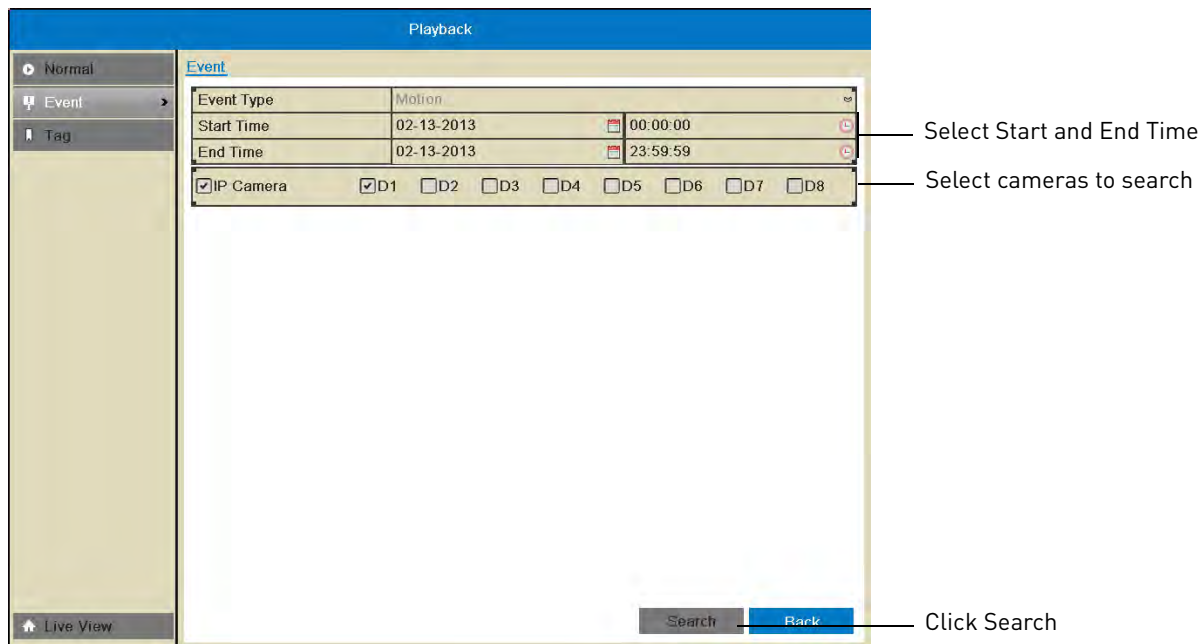 Playback
Normal
Event
Tag
Live View
Event
Event Type Motion
Start Time 02-13-2013 00:00:00
End Time 02-13-2013 23:59:59
IP Camera D1 D2 D3 D4 D5 D6 D7 D8
Search Back
Select Start and End Time
Select cameras to search
Click Search